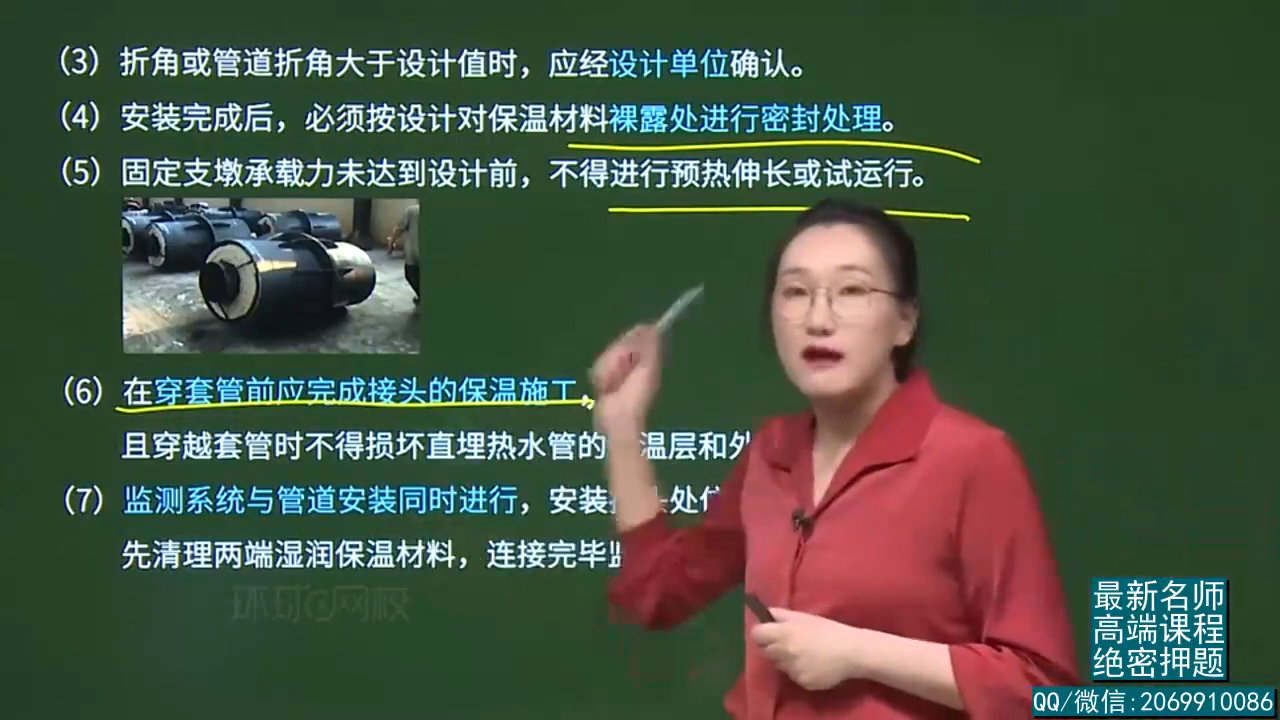 （3）折角或管道折角大于设计值时，应经设计单位确认。
（4）安装完成后，必须按设计对保温材料裸露处进行密封处理。
（5）固定支墩承载力未达到设计前，不得进行预热伸长或试运行。
（6）在穿套管前应完成接头的保温施工，
且穿越套管时不得损坏直埋热水管的 温层和外
（7）监测系统与管道安装同时进行，安装 处信
先清理两端湿润保温材料，连接完毕监
环球网校
最新名师
高端课程
绝密押题
QQ/微信:2069910086